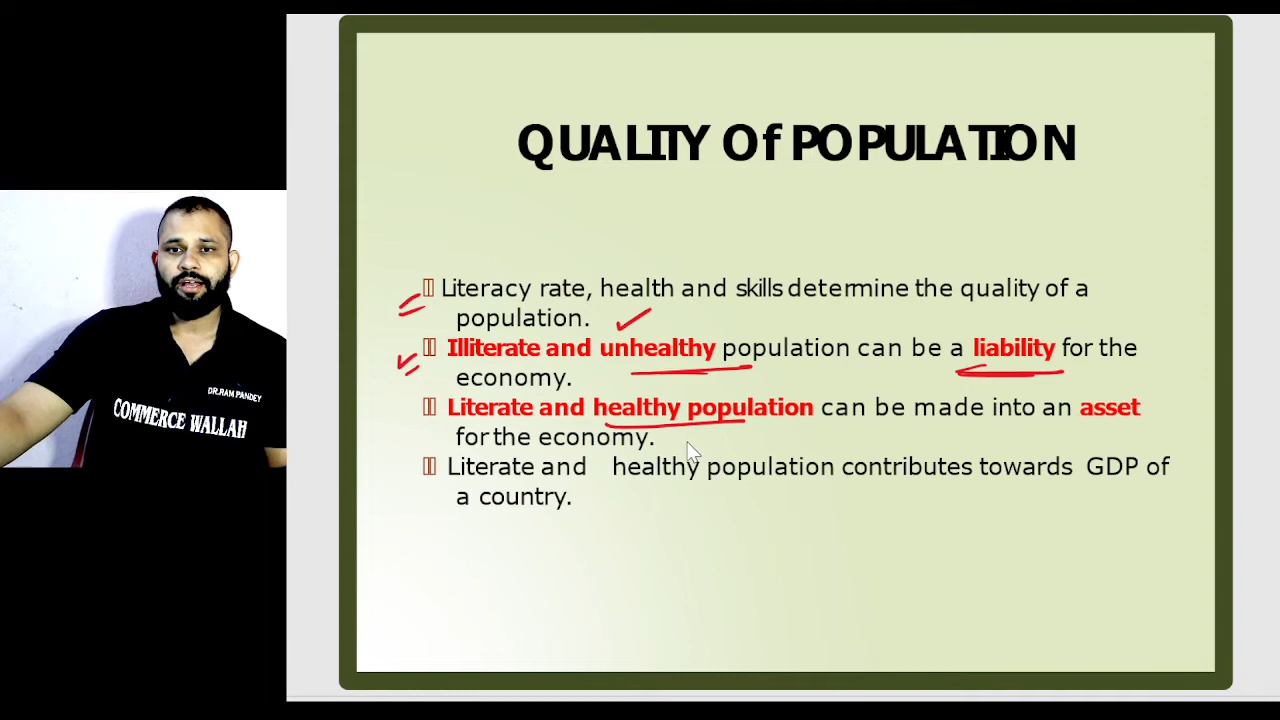 QUALITY Of POPULATION
Literacy rate, health and skills determine the quality of a
population.
Illiterate and unhealthy population can be a liability for the
economy.
Literate and healthy population can be made into an asset
for the economy.
Literate and healthy population contributes towards GDP of
a country.
DR.RAM PANDEY
COMMERCE WALLAH